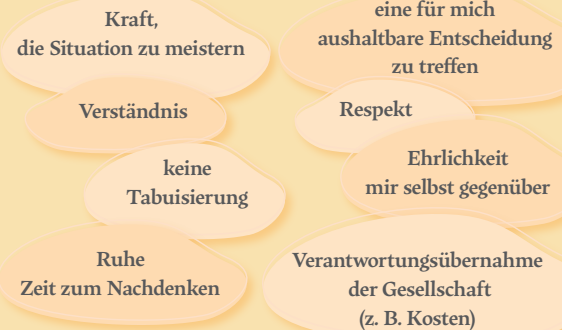 Kraft,
die Situation zu meistern
eine für mich
aushaltbare Entscheidung
zu treffen
Verständnis
Respekt
keine
Tabuisierung
Ehrlichkeit
mir selbst gegenüber
Ruhe
Zeit zum Nachdenken
Verantwortungsübernahme
der Gesellschaft
(z. B. Kosten)